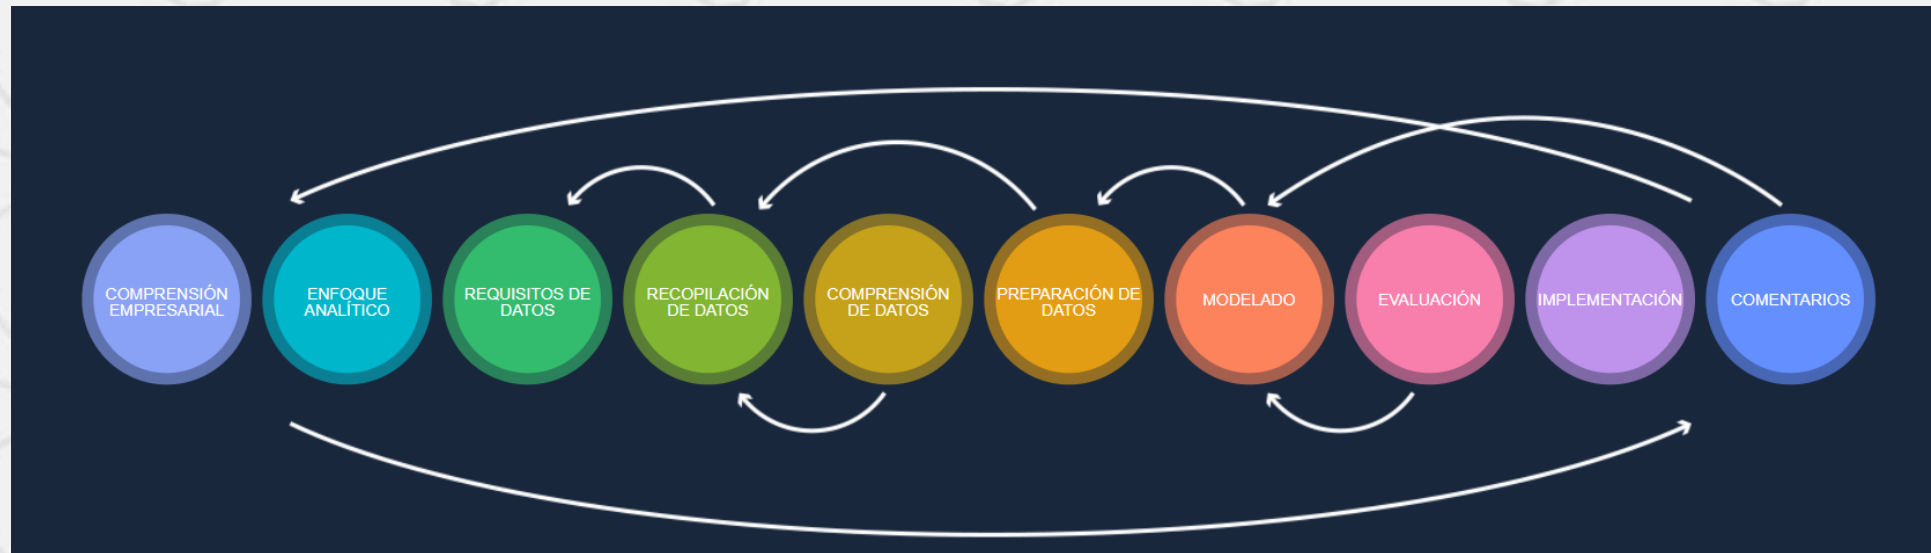 COMPRENSIÓN
EMPRESARIAL
ENFOQUE
ANALÍTICO
REQUISITOS DE
DATOS
RECOPILACIÓN
DE DATOS
COMPRENSIÓN
DE DATOS
PREPARACIÓN DE
DATOS
MODELADO
EVALUACIÓN
IMPLEMENTACIÓN
COMENTARIOS